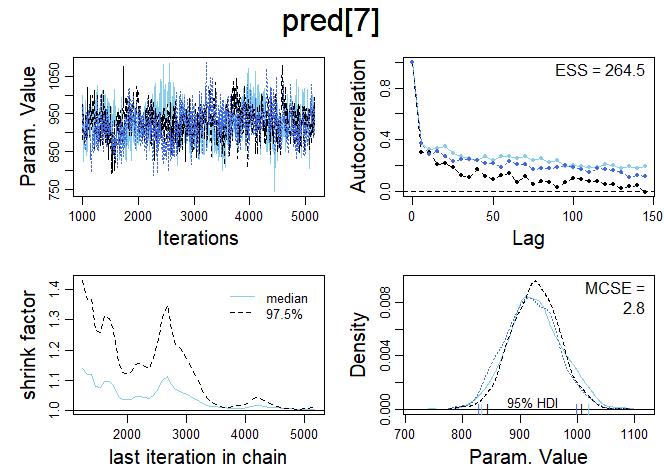 pred[7]
Param. Value
750 850 950 1050
1000 2000 3000 4000 5000
Iterations
Autocorrelation
0.0 0.4 0.8
ESS = 264.5
0 50 100 150
Lag
shrink factor
1.0 1.1 1.2 1.3 1.4
median
97.5%
2000 3000 4000 5000
last iteration in chain
Density
0.000 0.004 0.008
MCSE =
2.8
95% HDI
700 800 900 1000 1100
Param. Value